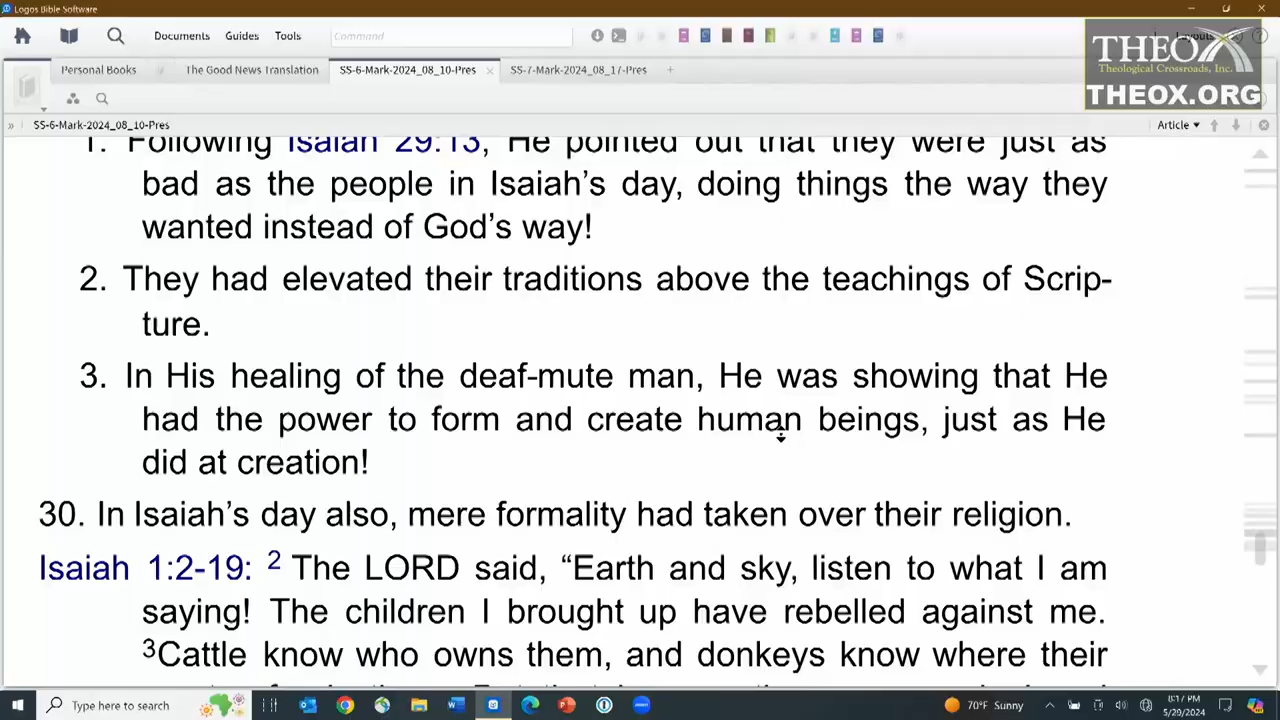 Logos Bible Software
Documents Guides Tools Command Layouts
THEOX
Theological Crossroads, Inc.
THEOX.ORG
Personal Books The Good News Translation SS-6-Mark-2024_08_10-Pres SS-7-Mark-2024_08_17-Pres
SS-6-Mark-2024_08_10-Pres Article
1. Following Isaiah 29:13, He pointed out that they were just as
bad as the people in Isaiah’s day, doing things the way they
wanted instead of God’s way!
2. They had elevated their traditions above the teachings of Scrip-
ture.
3. In His healing of the deaf-mute man, He was showing that He
had the power to form and create human beings, just as He
did at creation!
30. In Isaiah’s day also, mere formality had taken over their religion.
Isaiah 1:2-19: 2 The LORD said, “Earth and sky, listen to what I am
saying! The children I brought up have rebelled against me.
3Cattle know who owns them, and donkeys know where their
Type here to search 70°F Sunny 8:17 PM
5/29/2024